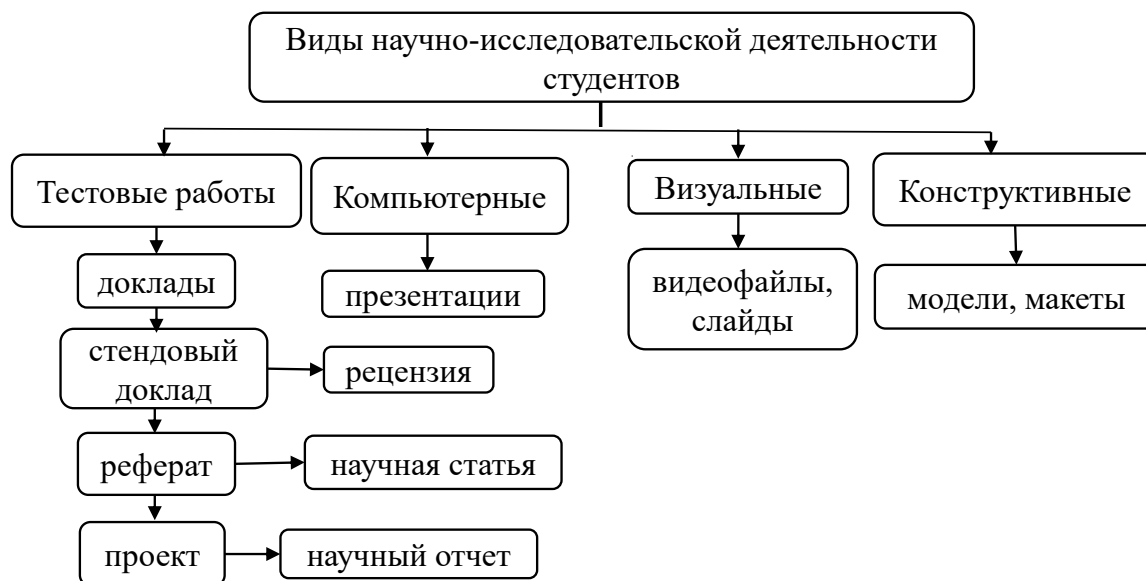 Виды научно-исследовательской деятельности
студентов
Тестовые работы
Компьютерные
Визуальные
Конструктивные
доклады
презентации
видеофайлы,
слайды
модели, макеты
стендовый
доклад
рецензия
реферат
научная статья
проект
научный отчет